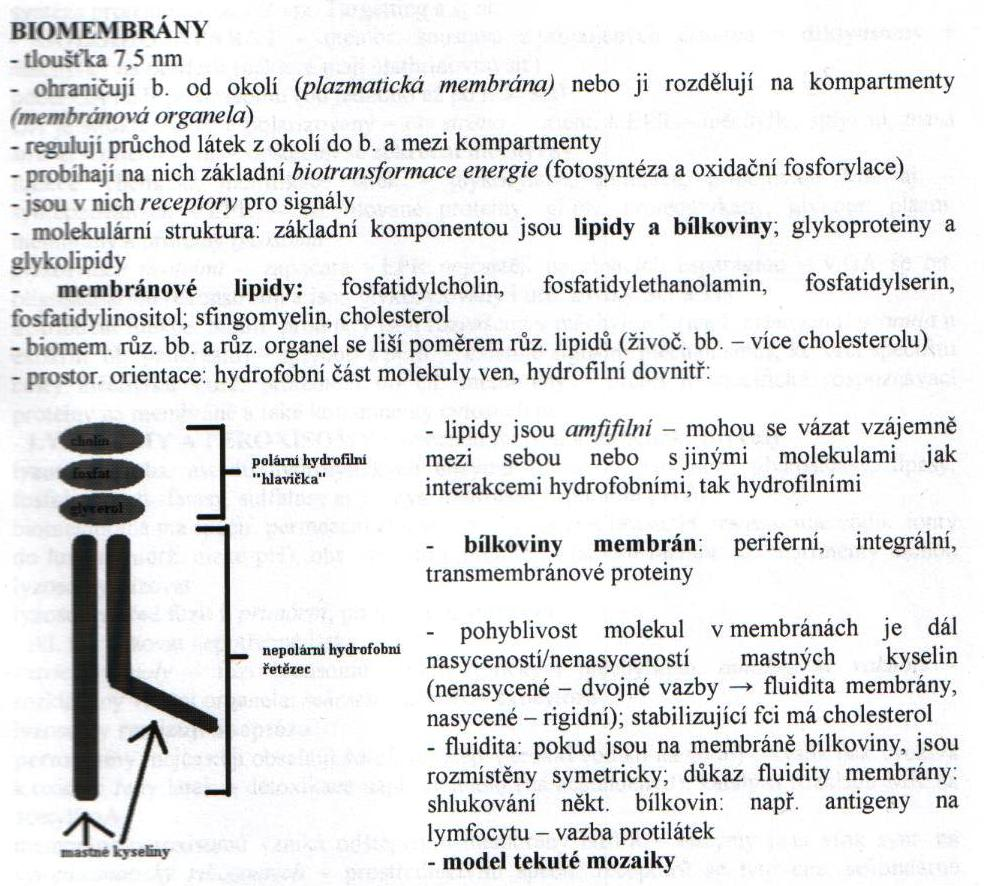 BIOMEMBRÁNY
- tloušťka 7,5 nm
- ohraničují b. od okolí (plazmatická membrána) nebo ji rozdělují na kompartmenty
(membránová organela)
- regulují průchod látek z okolí do b. a mezi kompartmenty
- probíhají na nich základní biotransformace energie (fotosyntéza a oxidační fosforylace)
- jsou v nich receptory pro signály
- molekulární struktura: základní komponentou jsou lipidy a bílkoviny; glykoproteiny a
glykolipidy
- membránové lipidy: fosfatidylcholin, fosfatidylethanolamin, fosfatidylserin,
fosfatidylinositol; sfingomyelin, cholesterol
- biomem. růz. bb. a růz. organel se liší poměrem růz. lipidů (živoč. bb. – více cholesterolu)
- prostor. orientace: hydrofobní část molekuly ven, hydrofilní dovnitř:
cholin
fosfat
glycerol
polární hydrofilní
"hlavička"
nepolární hydrofobní
řetězec
mastné kyseliny
- lipidy jsou amfifilní – mohou se vázat vzájemně
mezi sebou nebo s jinými molekulami jak
interakcemi hydrofobními, tak hydrofilními
- bílkoviny membrán: periferní, integrální,
transmembránové proteiny
- pohyblivost molekul v membránách je dál
nasyceností/nenasyceností mastných kyselin
(nenasycené – dvojné vazby → fluidita membrány,
nasycené – rigidní); stabilizující fci má cholesterol
- fluidita: pokud jsou na membráně bílkoviny, jsou
rozmístěny symetricky; důkaz fluidity membrány:
shlukování někt. bílkovin: např. antigeny na
lymfocytu – vazba protilátek
- model tekuté mozaiky